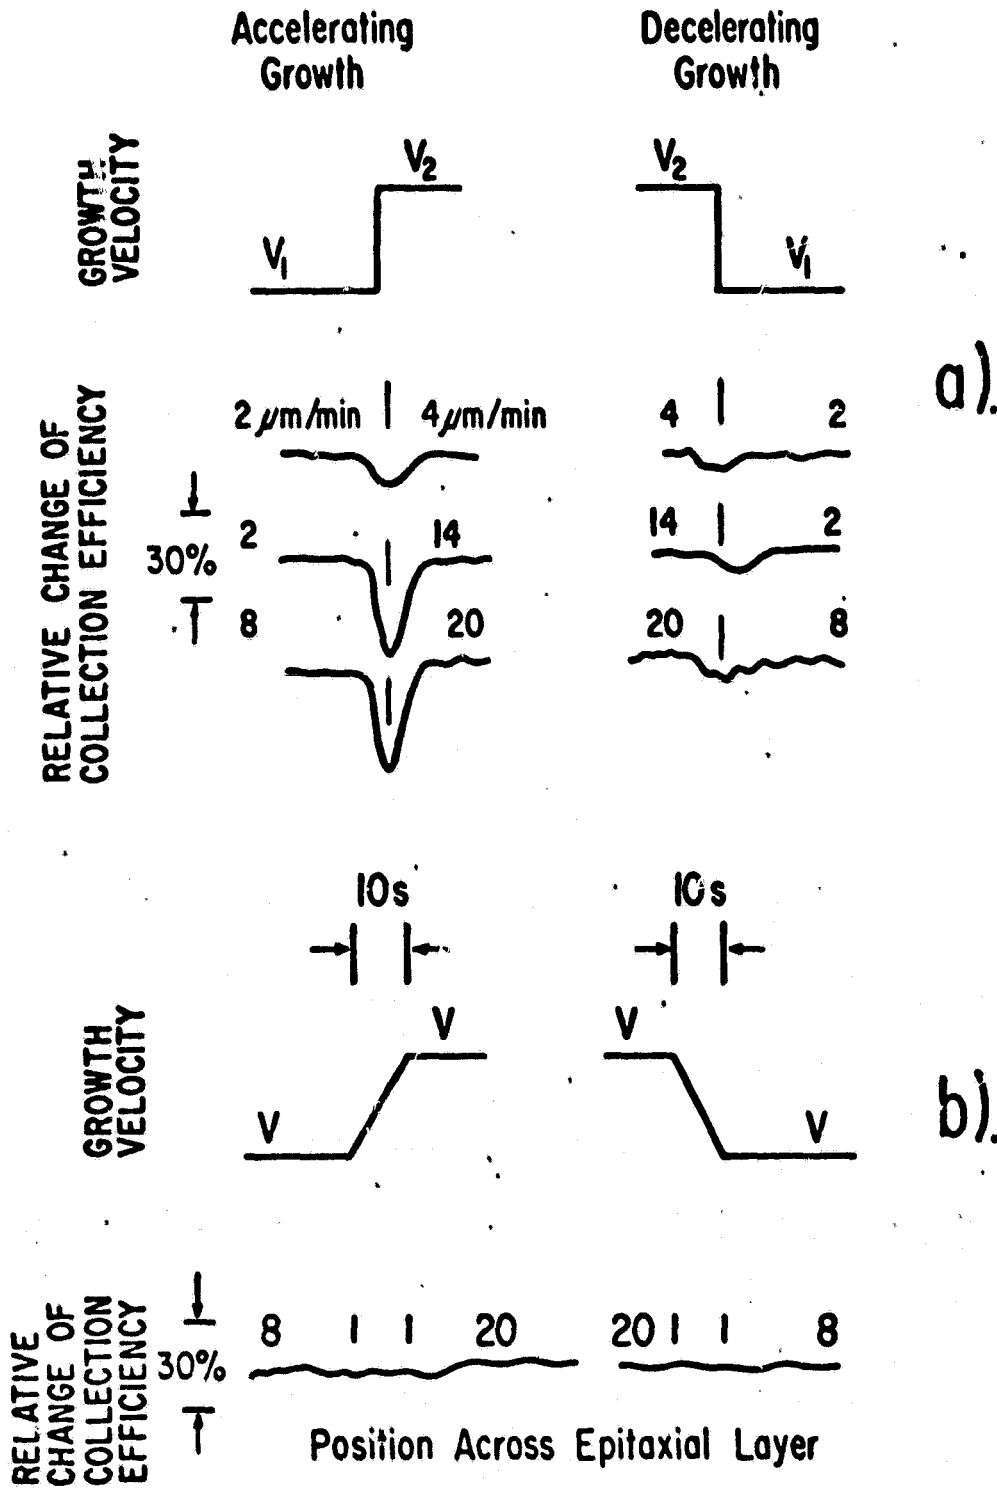 Accelerating
Growth
Decelerating
Growth
GROWTH
VELOCITY
V1
V2
V2
V1
a).
RELATIVE CHANGE OF
COLLECTION EFFICIENCY
30%
2 μm/min
4 μm/min
4
2
2
14
14
2
8
20
20
8
10s
10s
GROWTH
VELOCITY
V
V
V
V
b).
RELATIVE
CHANGE OF
COLLECTION
EFFICIENCY
30%
8
20
20
8
Position Across Epitaxial Layer